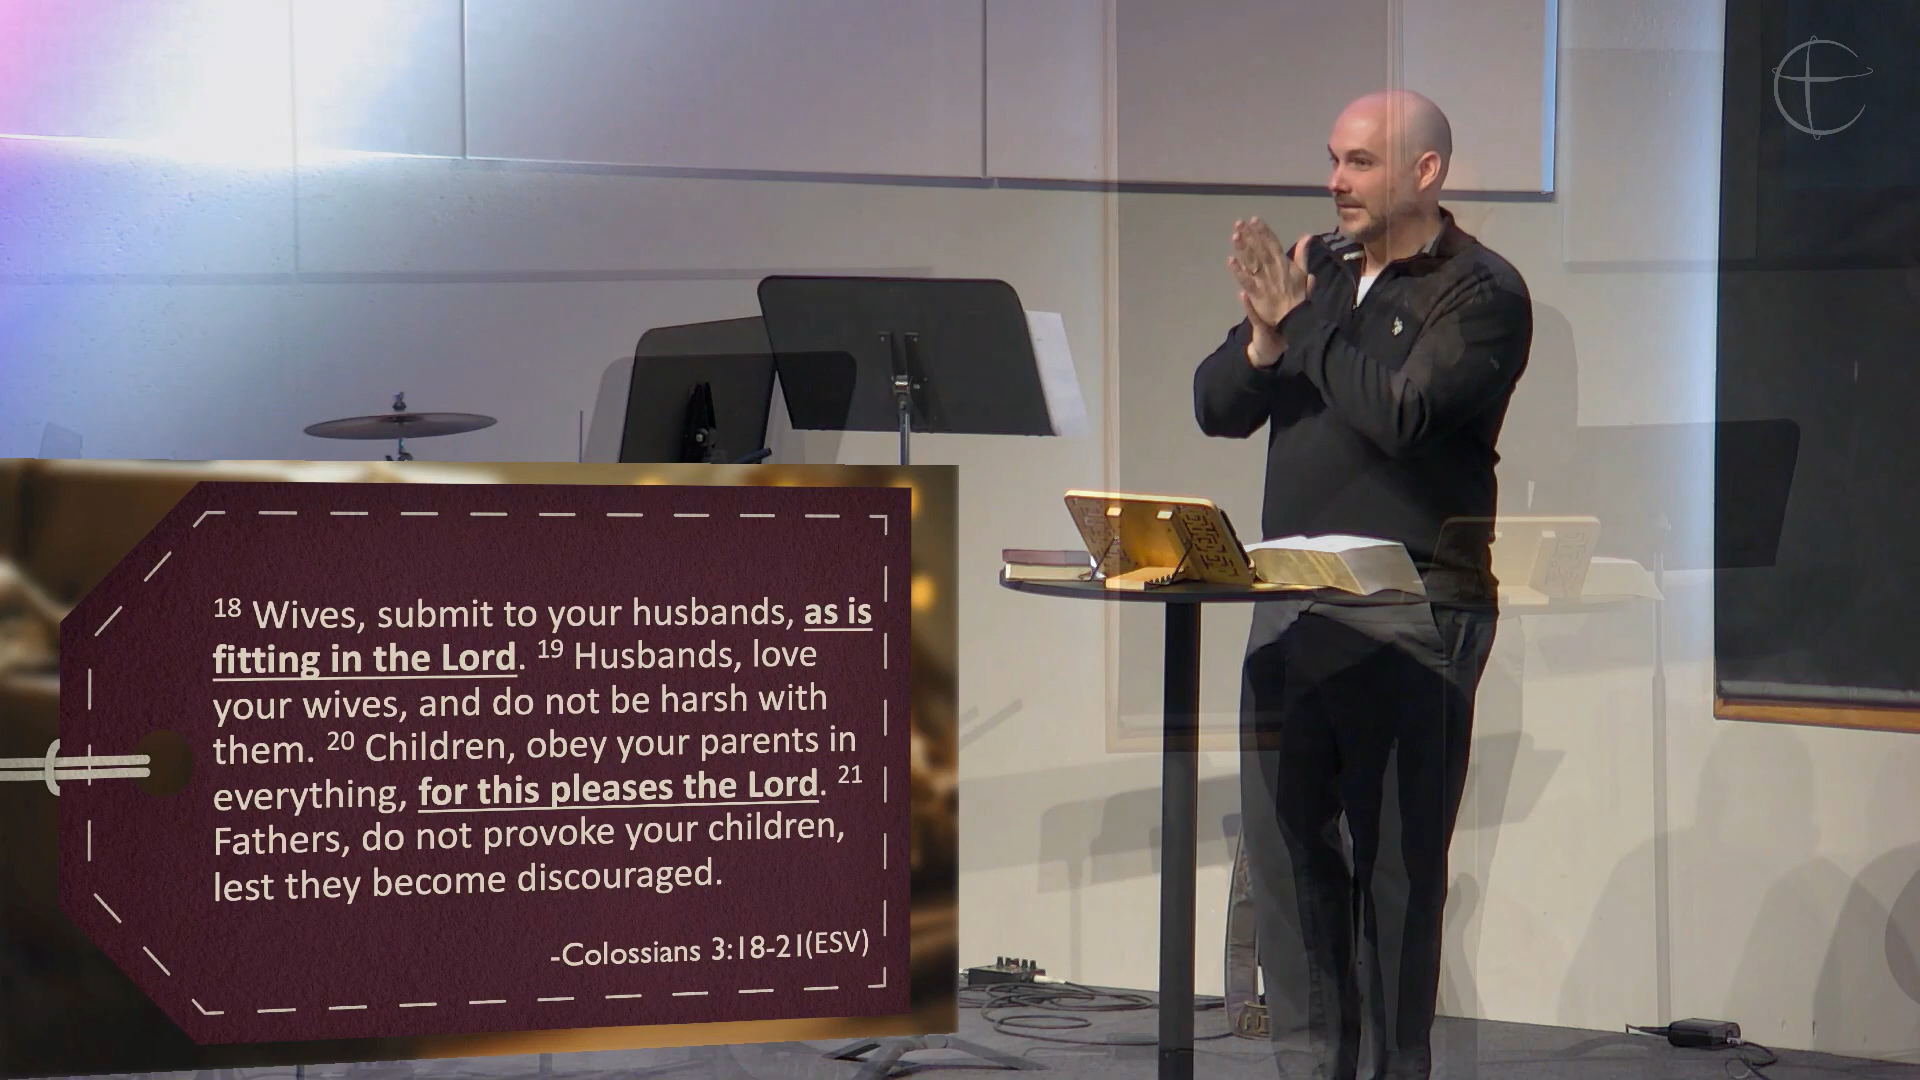 18 Wives, submit to your husbands, as is
fitting in the Lord. 19 Husbands, love
your wives, and do not be harsh with
them. 20 Children, obey your parents in
everything, for this pleases the Lord. 21
Fathers, do not provoke your children,
lest they become discouraged.
-Colossians 3:18-21(ESV)